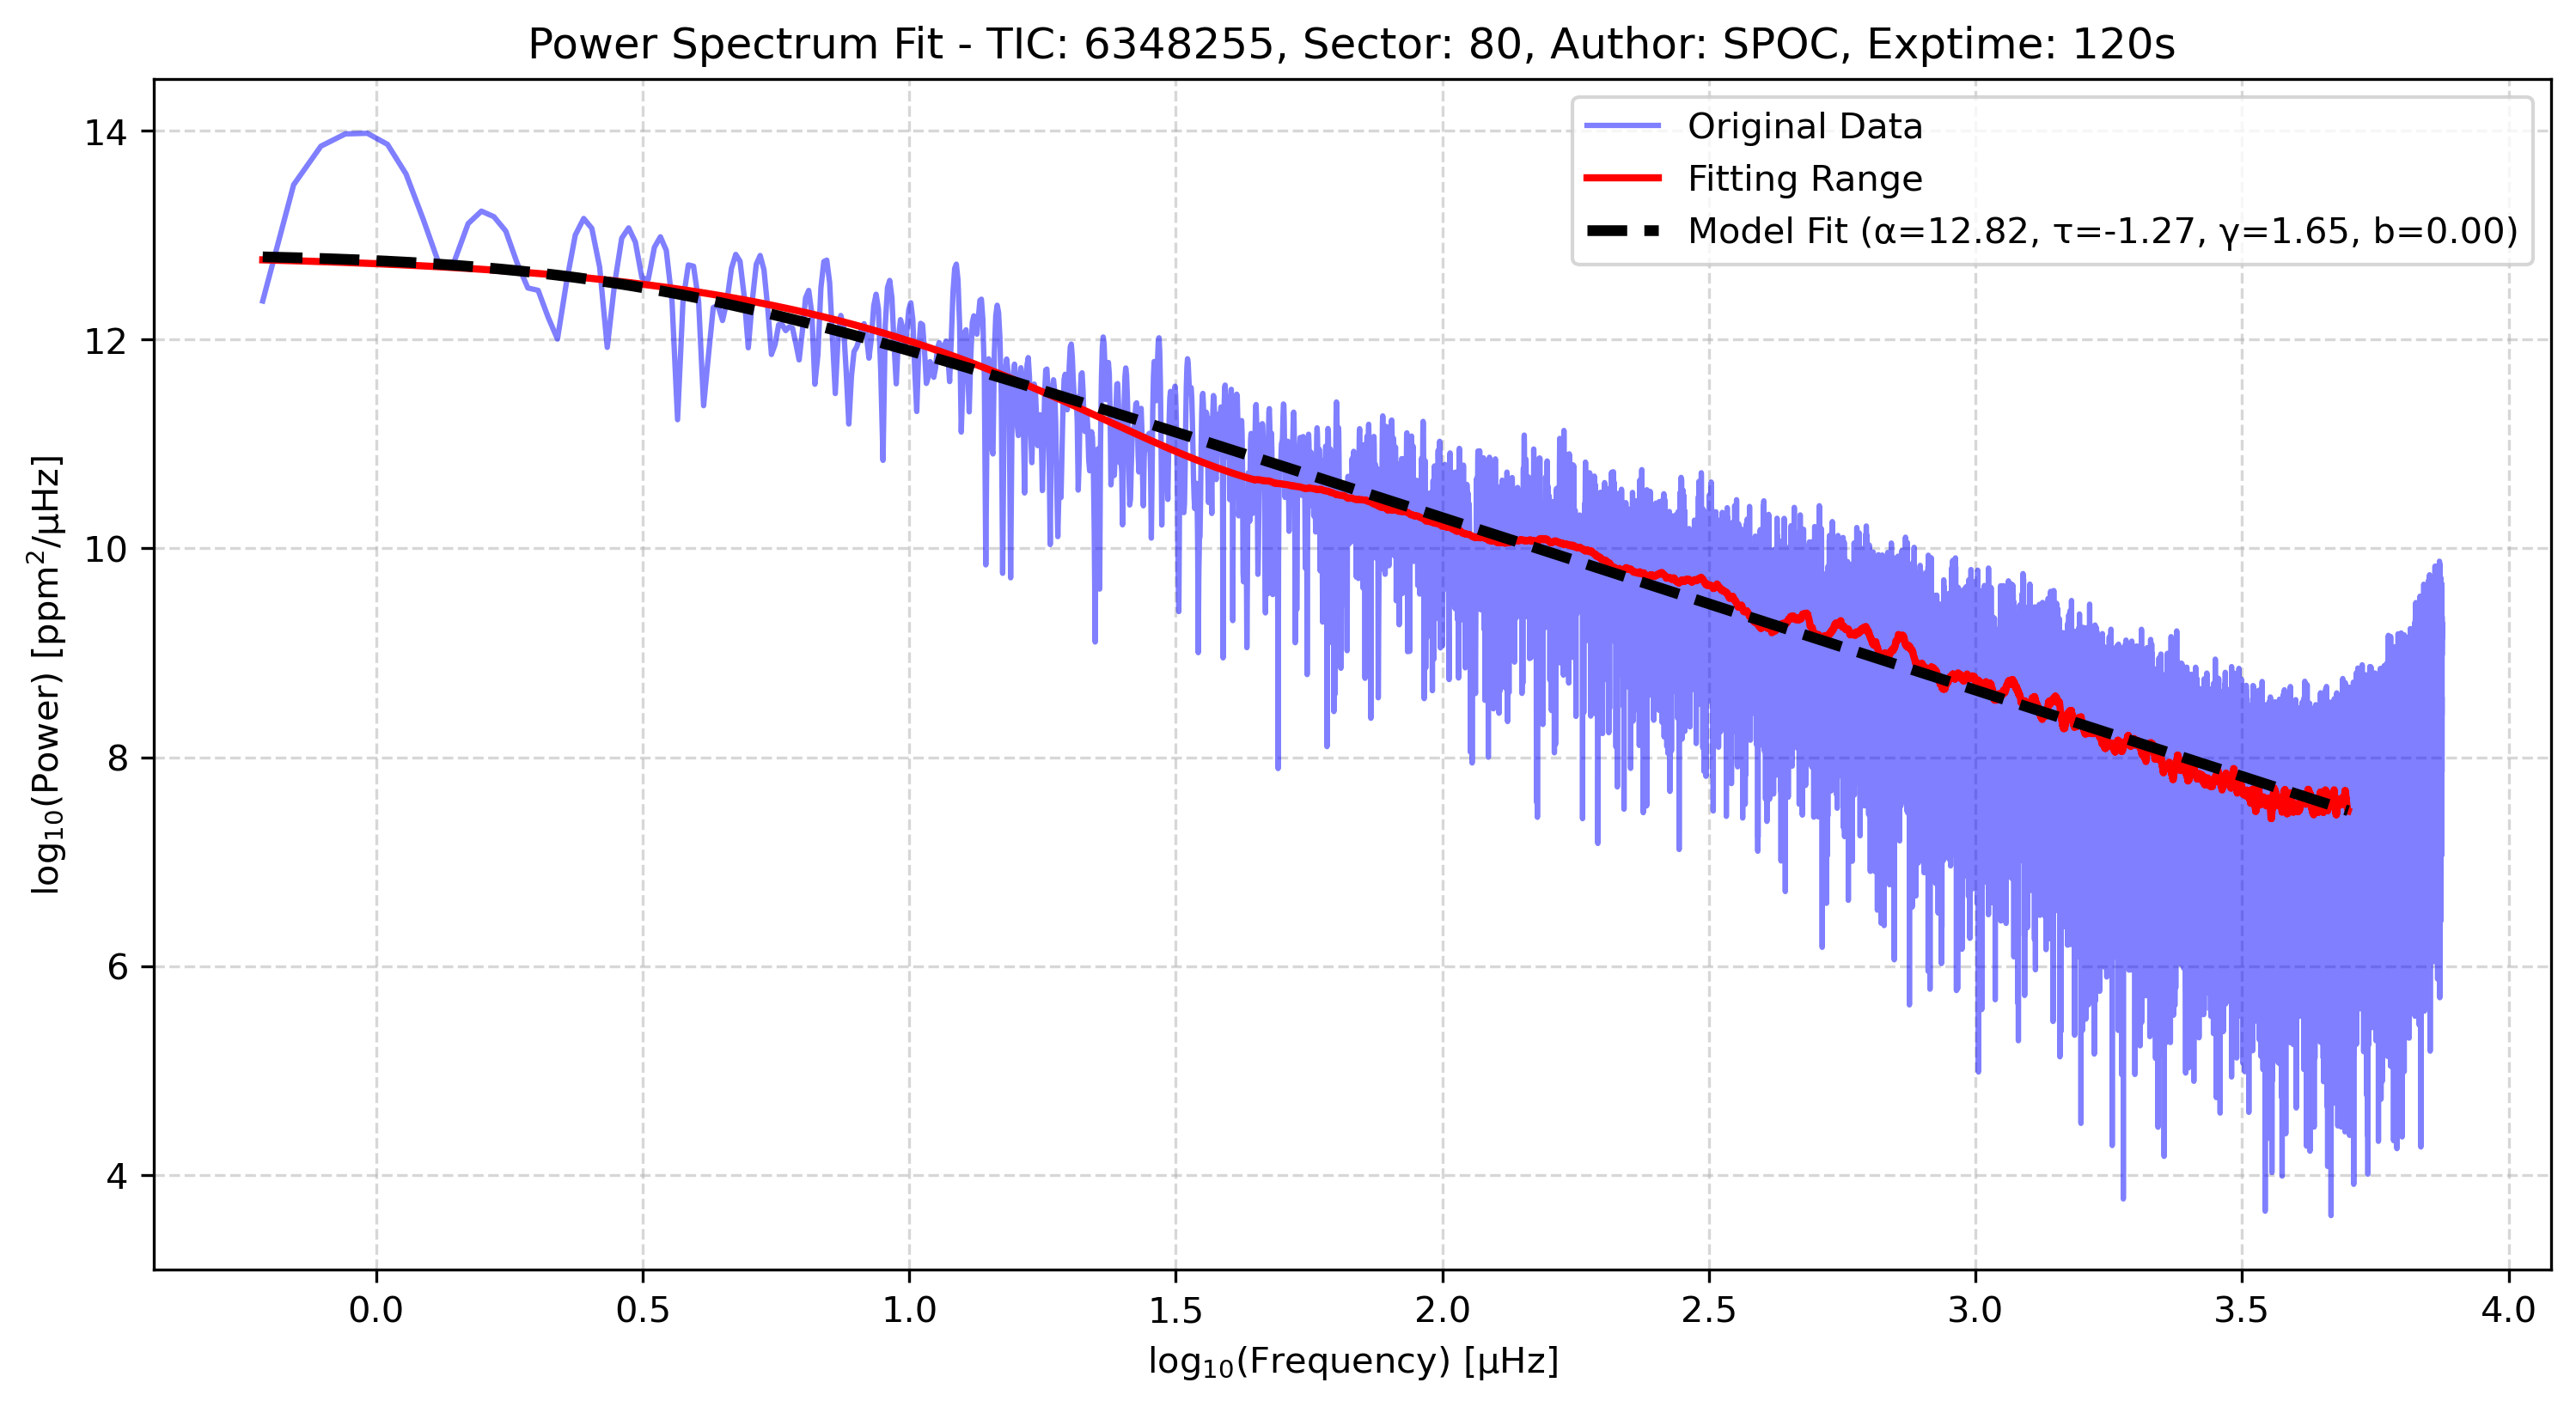 Power Spectrum Fit - TIC: 6348255, Sector: 80, Author: SPOC, Exptime: 120s
Original Data
Fitting Range
Model Fit (α=12.82, τ=-1.27, γ=1.65, b=0.00)
log₁₀(Power) [ppm²/μHz]
14
12
10
8
6
4
0.0 0.5 1.0 1.5 2.0 2.5 3.0 3.5 4.0
log₁₀(Frequency) [μHz]